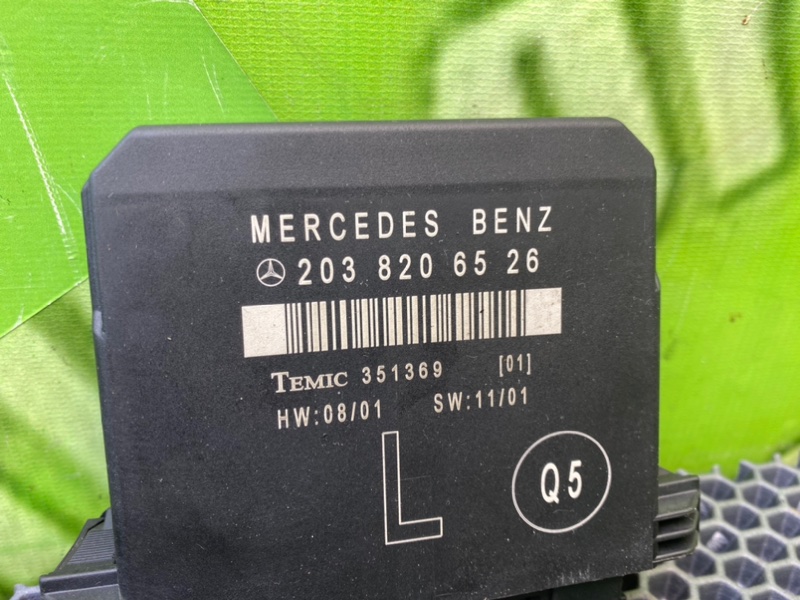 MERCEDES BENZ
203 820 65 26
TEMIC 351369 [01]
HW:08/01 SW:11/01
L
Q5